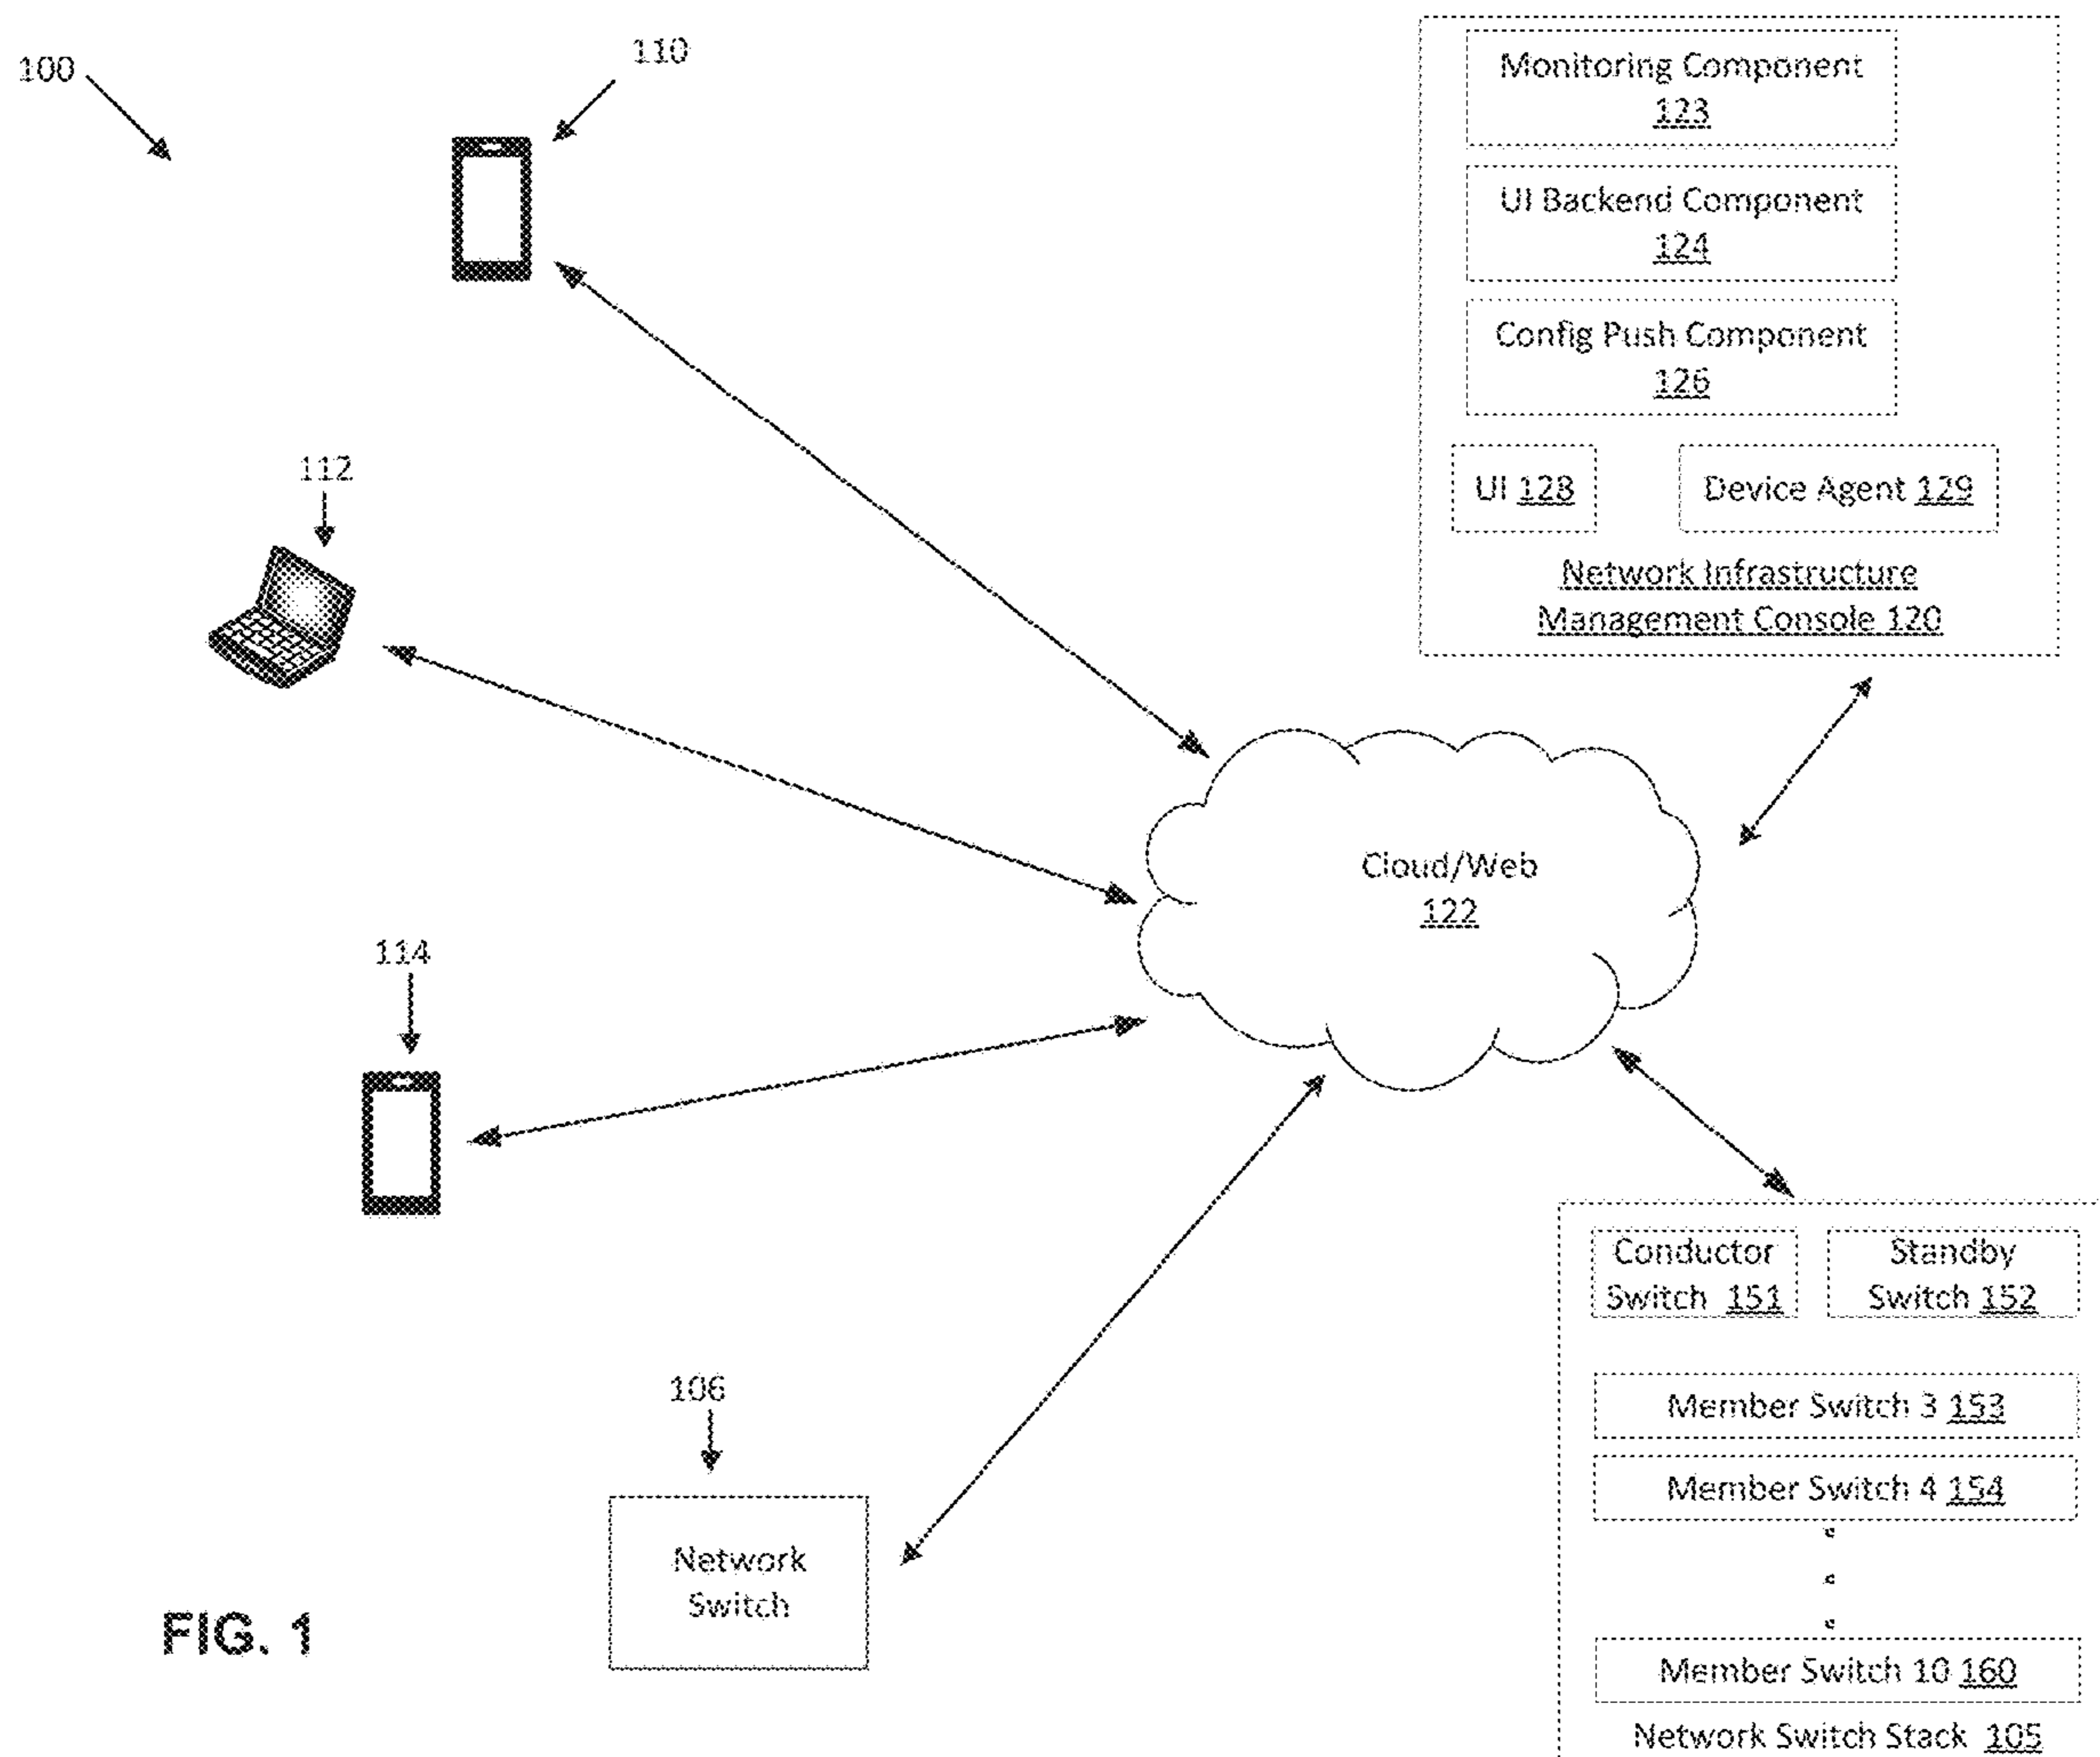 100
110
Monitoring Component
123
UI Backend Component
124
Config Push Component
126
UI 128
Device Agent 129
Network Infrastructure
Management Console 120
112
Cloud/Web
122
114
Conductor
Switch 151
Standby
Switch 152
106
Member Switch 3 153
Member Switch 4 154
Network
Switch
Member Switch 10 160
Network Switch Stack 105
FIG. 1